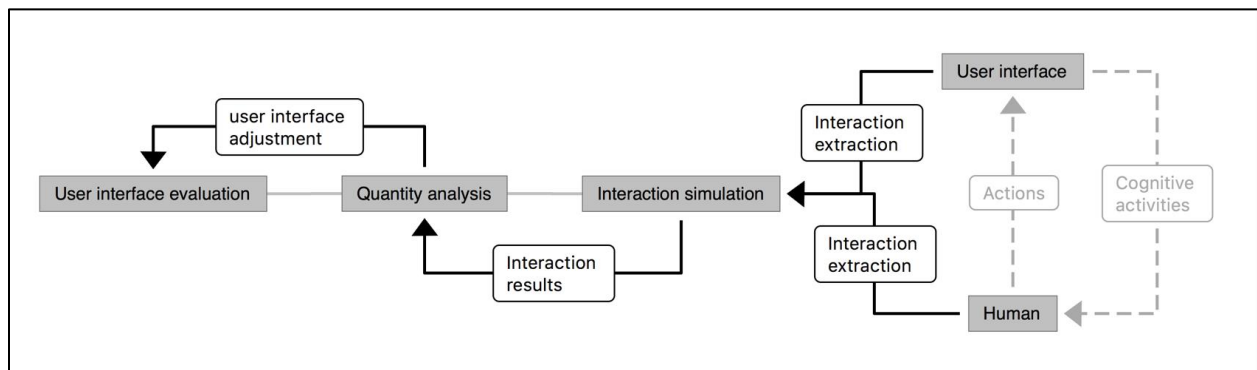 User interface
user interface
adjustment
Interaction
extraction
User interface evaluation
Quantity analysis
Interaction simulation
Actions
Cognitive
activities
Interaction
results
Interaction
extraction
Human